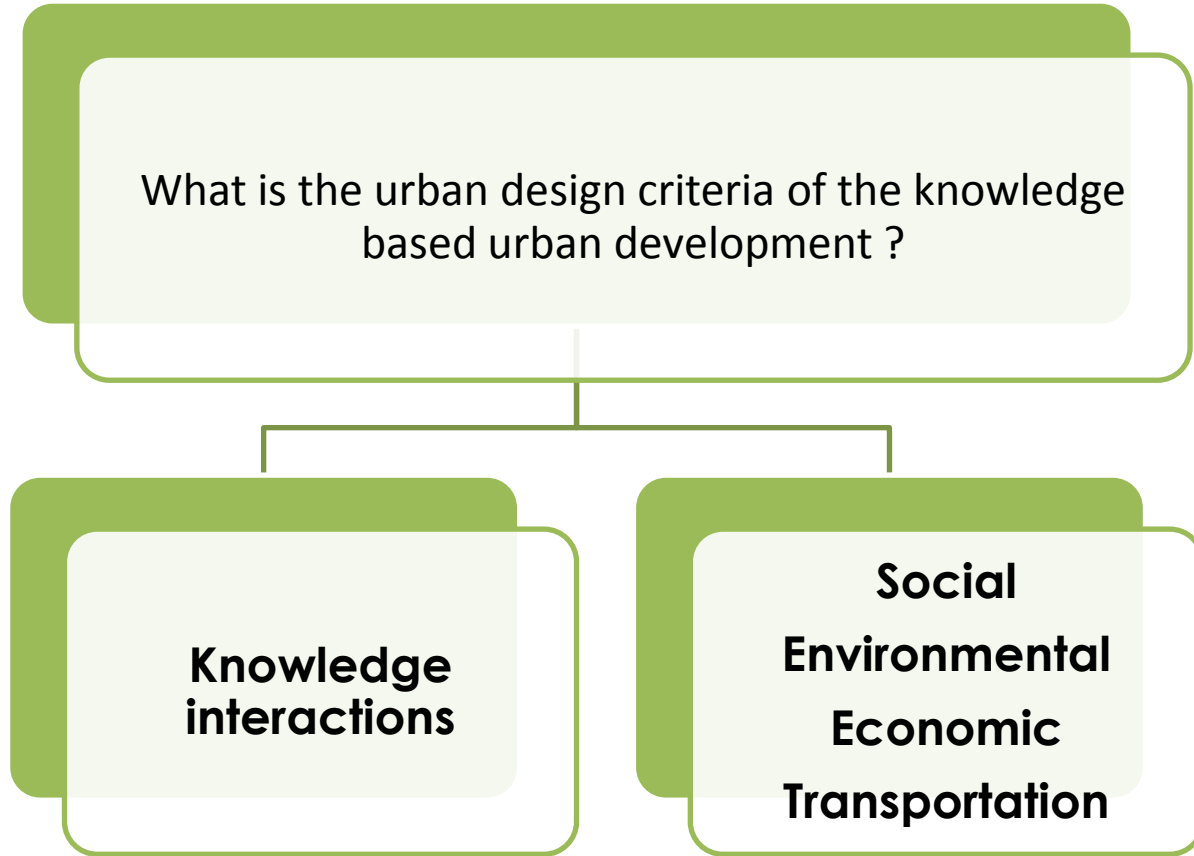 What is the urban design criteria of the knowledge
based urban development ?
Knowledge
interactions
Social
Environmental
Economic
Transportation